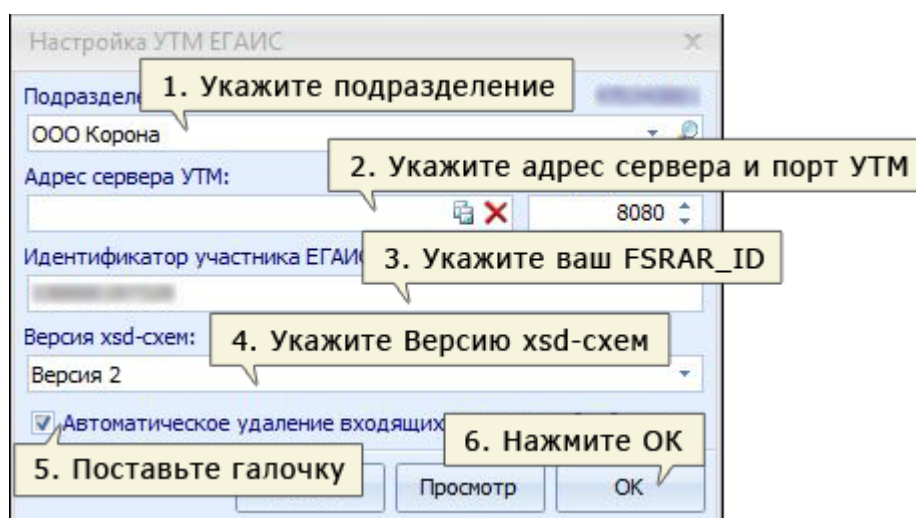 Настройка УТМ ЕГАИС
1. Укажите подразделение
ООО Корона
2. Укажите адрес сервера и порт УТМ
Адрес сервера УТМ:
8080
Идентификатор участника ЕГАИС
3. Укажите ваш FSRAR_ID
Версия xsd-схем:
4. Укажите Версию xsd-схем
Версия 2
Автоматическое удаление входящих
5. Поставьте галочку
6. Нажмите ОК
Просмотр
ОК